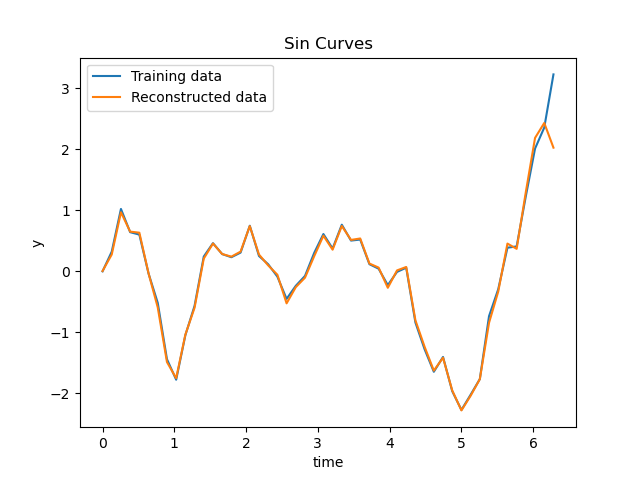 Sin Curves
Training data
Reconstructed data
y
3
2
1
0
−1
−2
0 1 2 3 4 5 6
time